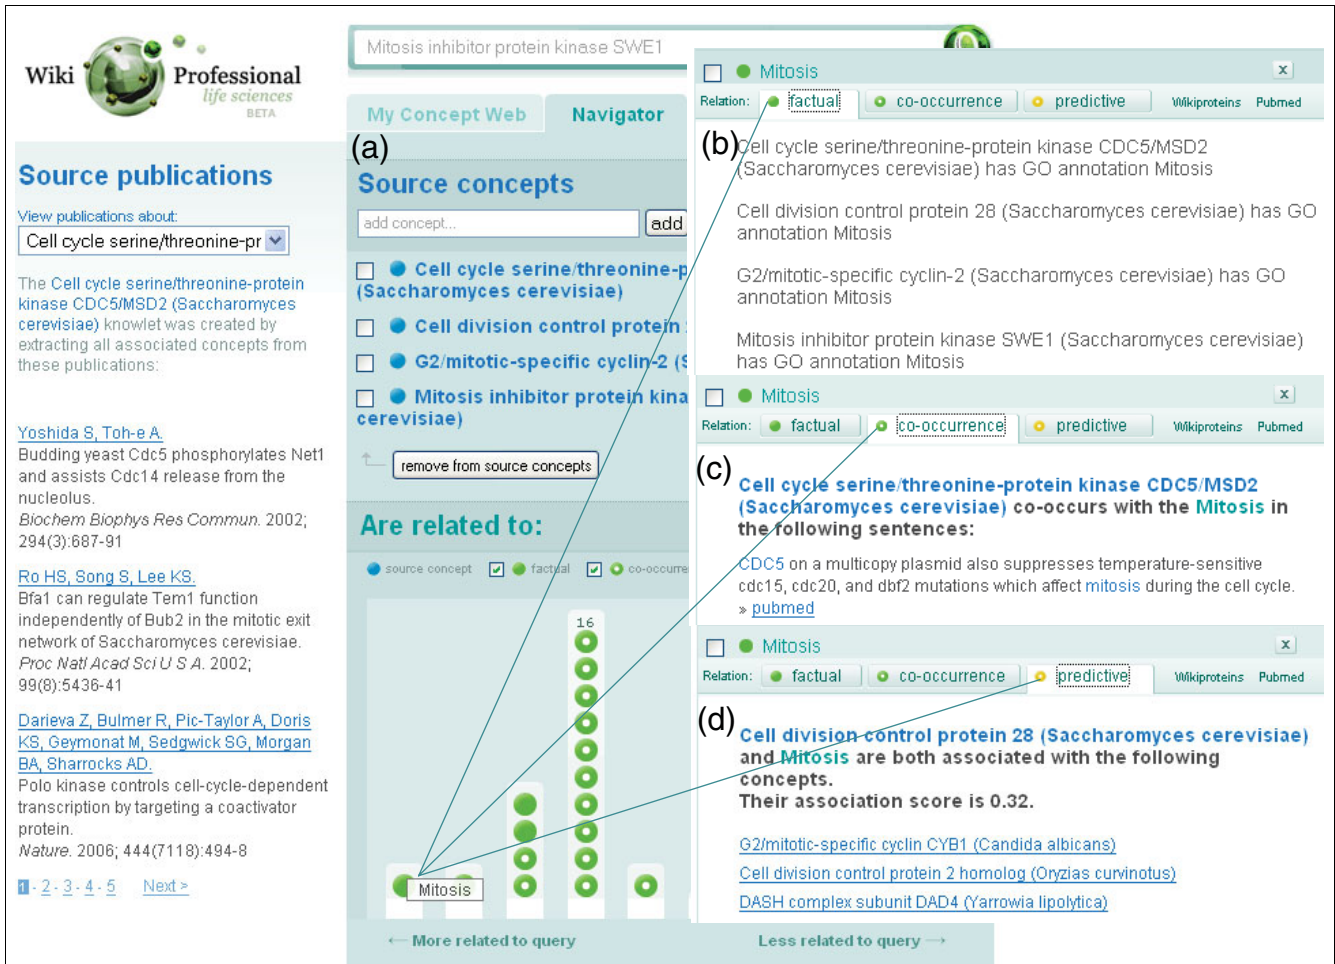 Wiki Professional
life sciences
BETA
Source publications
View publications about:
Cell cycle serine/threonine-pr
The Cell cycle serine/threonine-protein
kinase CDC5/MSD2 (Saccharomyces
cerevisiae) knowlet was created by
extracting all associated concepts from
these publications:
Yoshida S, Toh-e A.
Budding yeast Cdc5 phosphorylates Net1
and assists Cdc14 release from the
nucleolus.
Biochem Biophys Res Commun. 2002;
294(3):687-91
Ro HS, Song S, Lee KS.
Bfa1 can regulate Tem1 function
independently of Bub2 in the mitotic exit
network of Saccharomyces cerevisiae.
Proc Natl Acad Sci U S A. 2002;
99(8):5436-41
Darieva Z, Bulmer R, Pic-Taylor A, Doris
KS, Geymonat M, Sedgwick SG, Morgan
BA, Sharrocks AD.
Polo kinase controls cell-cycle-dependent
transcription by targeting a coactivator
protein.
Nature. 2006; 444(7118):494-8
1 - 2 - 3 - 4 - 5 Next >
Mitosis inhibitor protein kinase SWE1
My Concept Web Navigator
(a)
Source concepts
add concept... add
Cell cycle serine/threonine-p
(Saccharomyces cerevisiae)
Cell division control protein
G2/mitotic-specific cyclin-2 (S
Mitosis inhibitor protein kina
cerevisiae)
remove from source concepts
Are related to:
source concept factual co-occurre
16
Mitosis
← More related to query Less related to query →
Mitosis x
Relation: factual co-occurrence predictive Wikiproteins Pubmed
(b)
Cell cycle serine/threonine-protein kinase CDC5/MSD2
(Saccharomyces cerevisiae) has GO annotation Mitosis
Cell division control protein 28 (Saccharomyces cerevisiae) has GO
annotation Mitosis
G2/mitotic-specific cyclin-2 (Saccharomyces cerevisiae) has GO
annotation Mitosis
Mitosis inhibitor protein kinase SWE1 (Saccharomyces cerevisiae)
has GO annotation Mitosis
Mitosis x
Relation: factual co-occurrence predictive Wikiproteins Pubmed
(c)
Cell cycle serine/threonine-protein kinase CDC5/MSD2
(Saccharomyces cerevisiae) co-occurs with the Mitosis in
the following sentences:
CDC5 on a multicopy plasmid also suppresses temperature-sensitive
cdc15, cdc20, and dbf2 mutations which affect mitosis during the cell cycle.
» pubmed
Mitosis x
Relation: factual co-occurrence predictive Wikiproteins Pubmed
(d)
Cell division control protein 28 (Saccharomyces cerevisiae)
and Mitosis are both associated with the following
concepts.
Their association score is 0.32.
G2/mitotic-specific cyclin CYB1 (Candida albicans)
Cell division control protein 2 homolog (Oryzias curvinotus)
DASH complex subunit DAD4 (Yarrowia lipolytica)